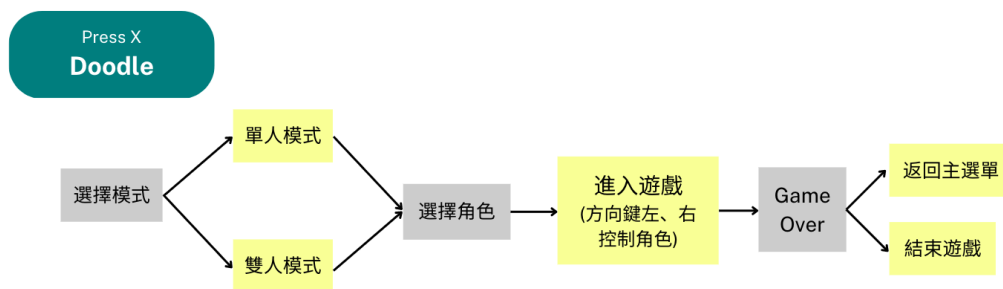 Press X
Doodle
選擇模式
單人模式
雙人模式
選擇角色
進入遊戲
(方向鍵左、右
控制角色)
Game
Over
返回主選單
結束遊戲